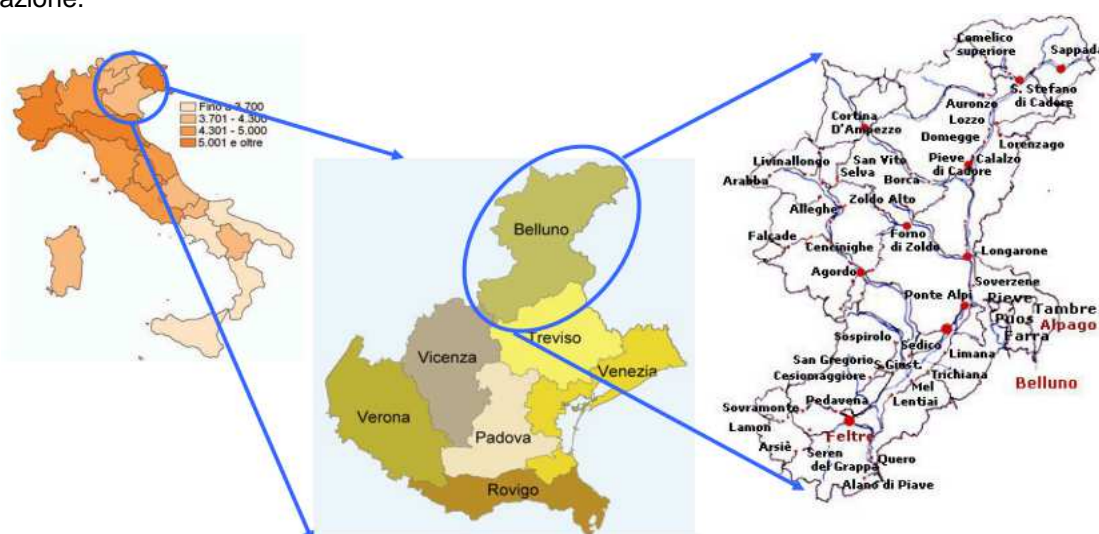 azione.
Fino a 3.700
3.701 - 4.300
4.301 - 5.000
5.001 e oltre
Belluno
Treviso
Vicenza
Venezia
Verona
Padova
Rovigo
Comelico
superiore
Sappada
S. Stefano
di Cadore
Auronzo
Lozzo
Cortina
D'Ampezzo
Domegge
Lorenzago
Livinallongo
San Vito
Pieve
di Cadore
Calalzo
Arabba
Selva
Borca
Zoldo Alto
Alleghe
Falcade
Forno
di Zoldo
Cencinighe
Longarone
Agordo
Soverzene
Ponte Alpi
Pieve
Tambre
Puos
Alpago
Farra
Sospirolo
Sedico
Limana
San Gregorio
S.Giust.
Cesiomaggiore
Trichiana
Belluno
Mel
Lentiai
Pedavena
Sovramonte
Lamon
Feltre
Arsiè
Seren
del Grappa
Quero
Alano di Piave